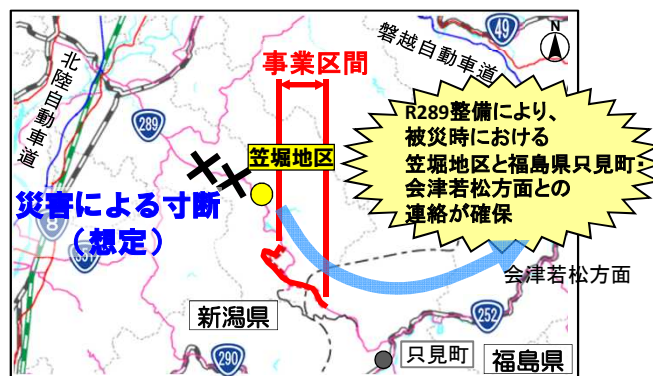 49
N
磐越自動車道
事業区間
北陸自動車道
289
R289整備により、
被災時における
笠堀地区と福島県只見町・
会津若松方面との
連絡が確保
笠堀地区
災害による寸断
（想定）
8
351
会津若松方面
新潟県
252
290
只見町
福島県